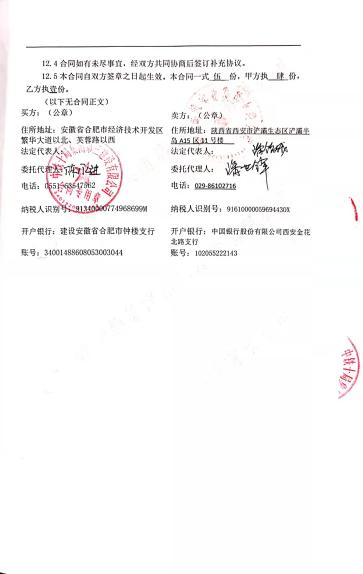 12.4 合同如有未尽事宜，经双方共同协商后签订补充协议。
12.5 本合同自双方签章之日起生效。本合同一式 伍 份，甲方执 肆 份，
乙方执壹份。
（以下无合同正文）
买方：（公章）
住所地址：安徽省合肥市经济技术开发区
繁华大道以北、芙蓉路以西
法定代表人：
委托代理人：
电话：0551-63847362
纳税人识别号：91340000774968699M
开户银行：建设安徽省合肥市钟楼支行
账号：34001488608053003044
卖方：（公章）
住所地址：陕西省西安市浐灞生态区浐灞半
岛 A15 区 11 号楼
法定代表人：
委托代理人：
电话：029-86102716
纳税人识别号：91610000059694430X
开户银行：中国银行股份有限公司西安金花
北路支行
账号：102055222143
中铁十局